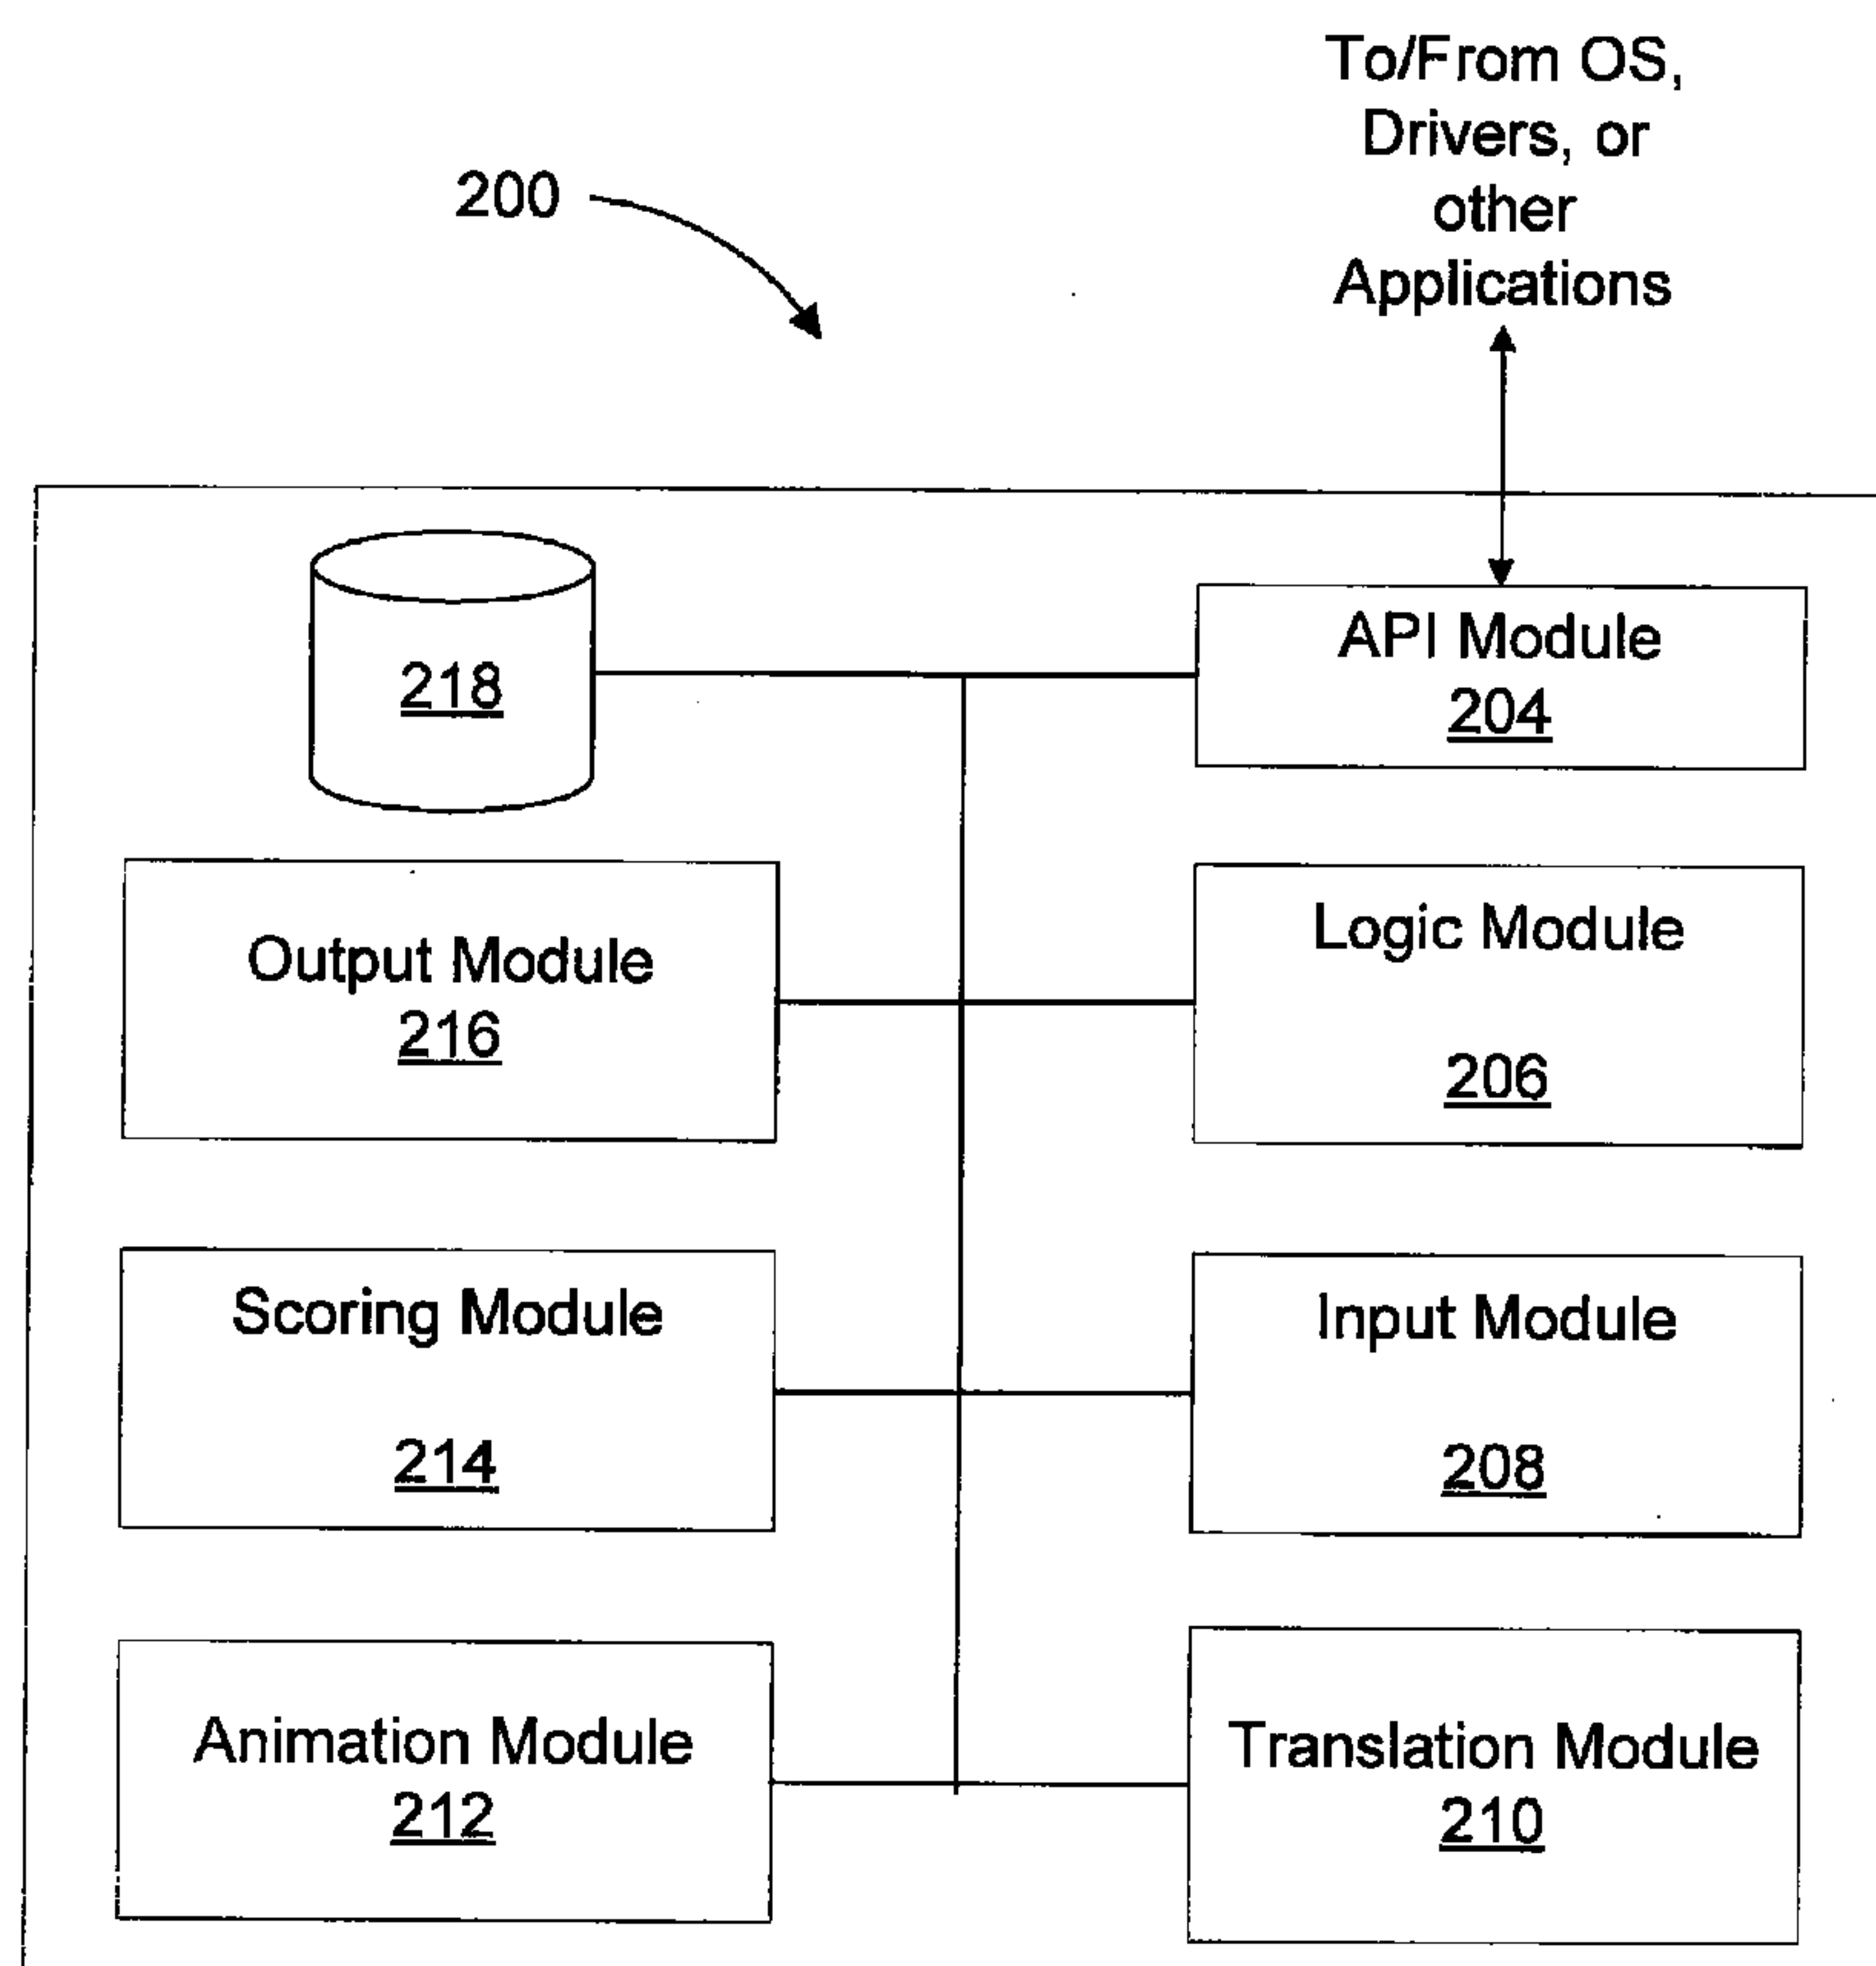 To/From OS,
Drivers, or
other
Applications
200
218
API Module
204
Output Module
216
Logic Module
206
Scoring Module
214
Input Module
208
Animation Module
212
Translation Module
210